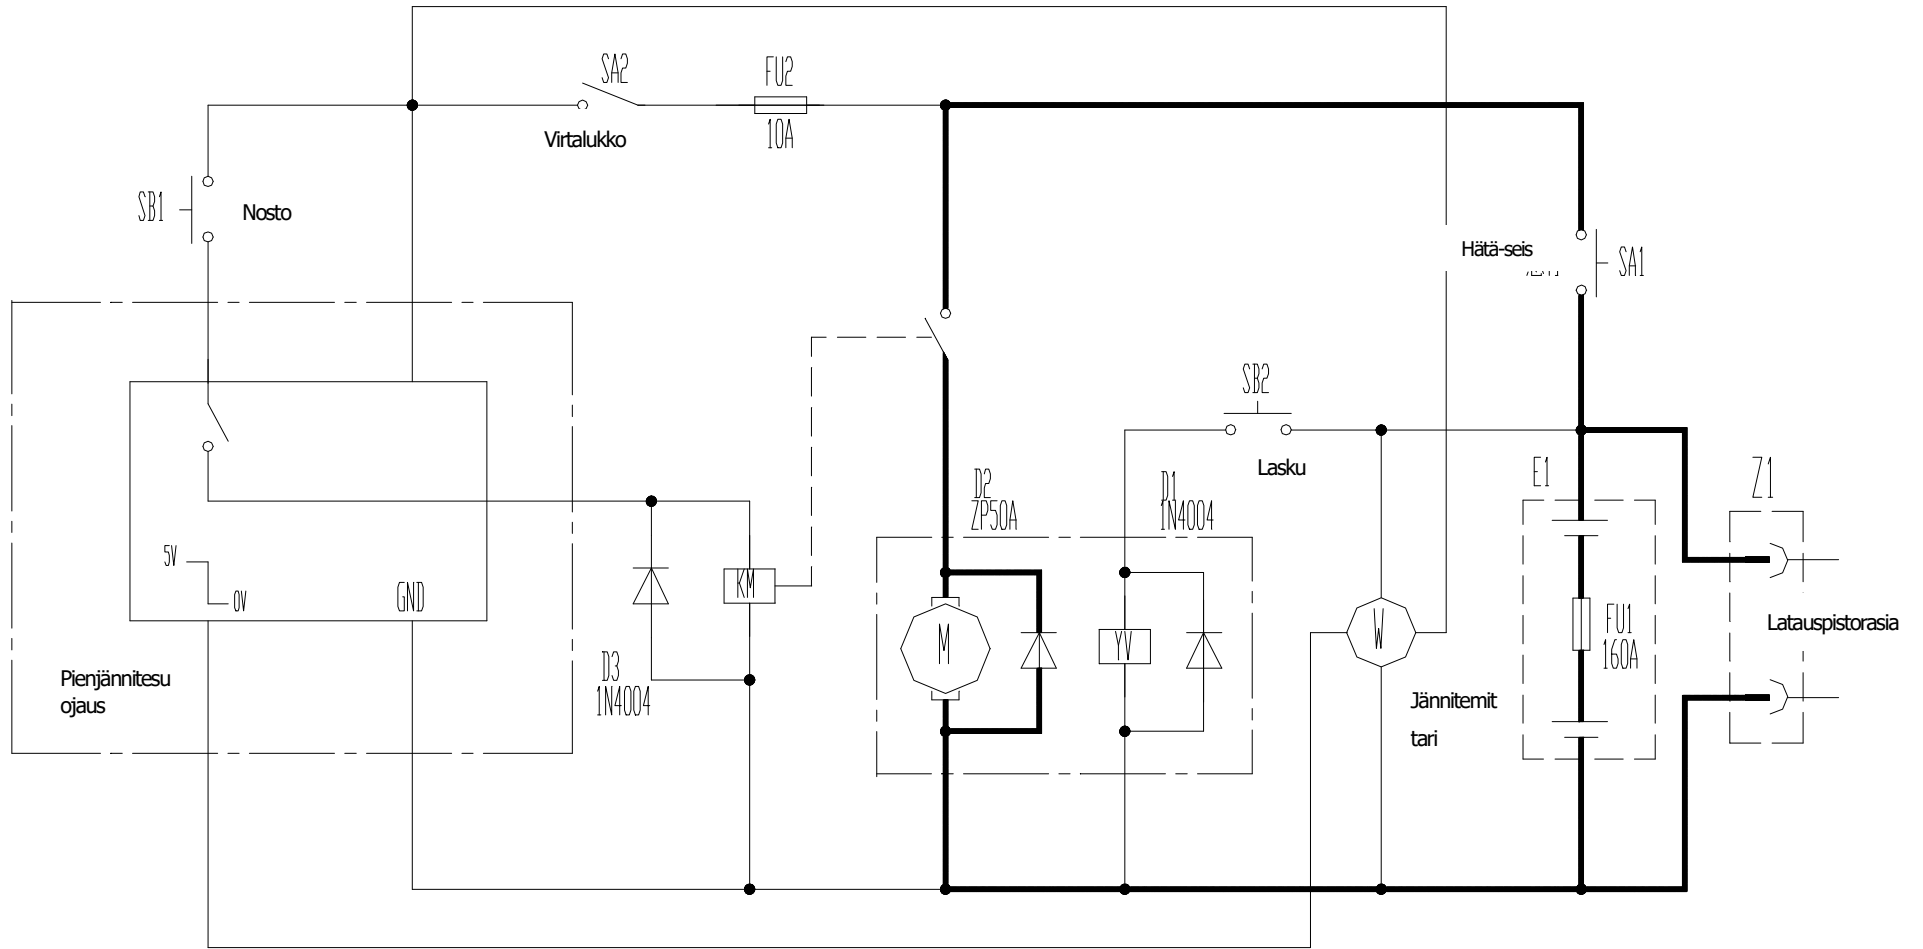 SA2
FU2
10A
Virtalukko
SB1
Nosto
Hätä-seis
SA1
SB2
Lasku
D2
ZP50A
D1
1N4004
E1
Z1
5V
0V
GND
KM
M
YV
W
FU1
160A
Latauspistorasia
Pienjännitesu
ojaus
D3
1N4004
Jännitemit
tari